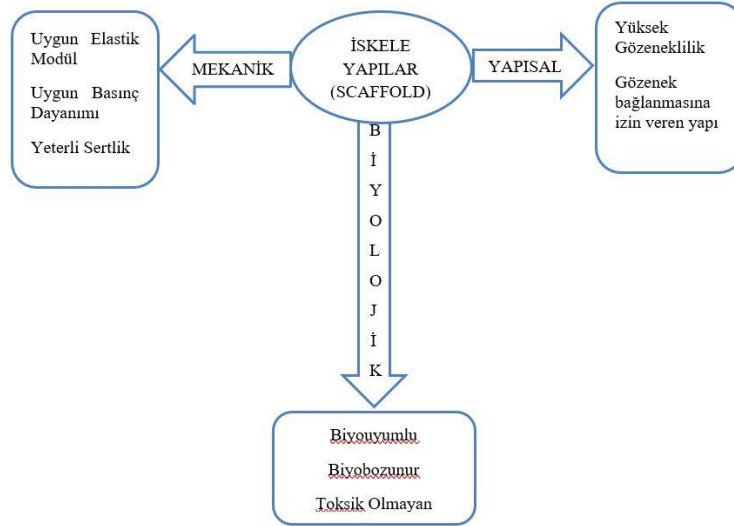 İSKELE
YAPILAR
(SCAFFOLD)
MEKANİK
Uygun Elastik
Modül
Uygun Basınç
Dayanımı
Yeterli Sertlik
YAPISAL
Yüksek
Gözeneklilik
Gözenek
bağlanmasına
izin veren yapı
B
İ
Y
O
L
O
J
İ
K
Biyouyumlu
Biyobozunur
Toksik Olmayan